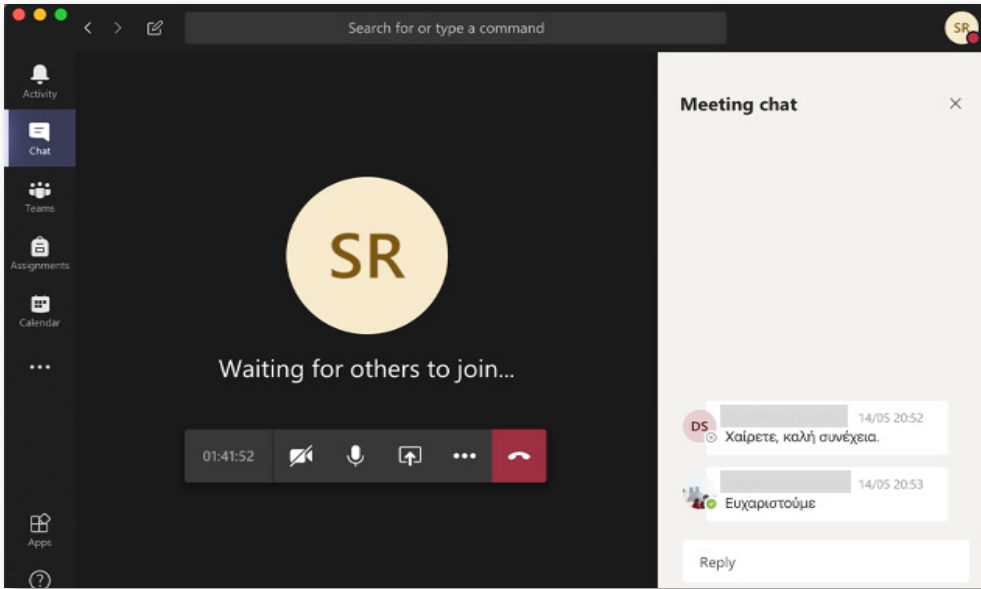 Search for or type a command
SR
Activity
Chat
Teams
Assignments
Calendar
Apps
SR
Waiting for others to join...
01:41:52
Meeting chat
DS
14/05 20:52
Χαίρετε, καλή συνέχεια.
14/05 20:53
Ευχαριστούμε
Reply